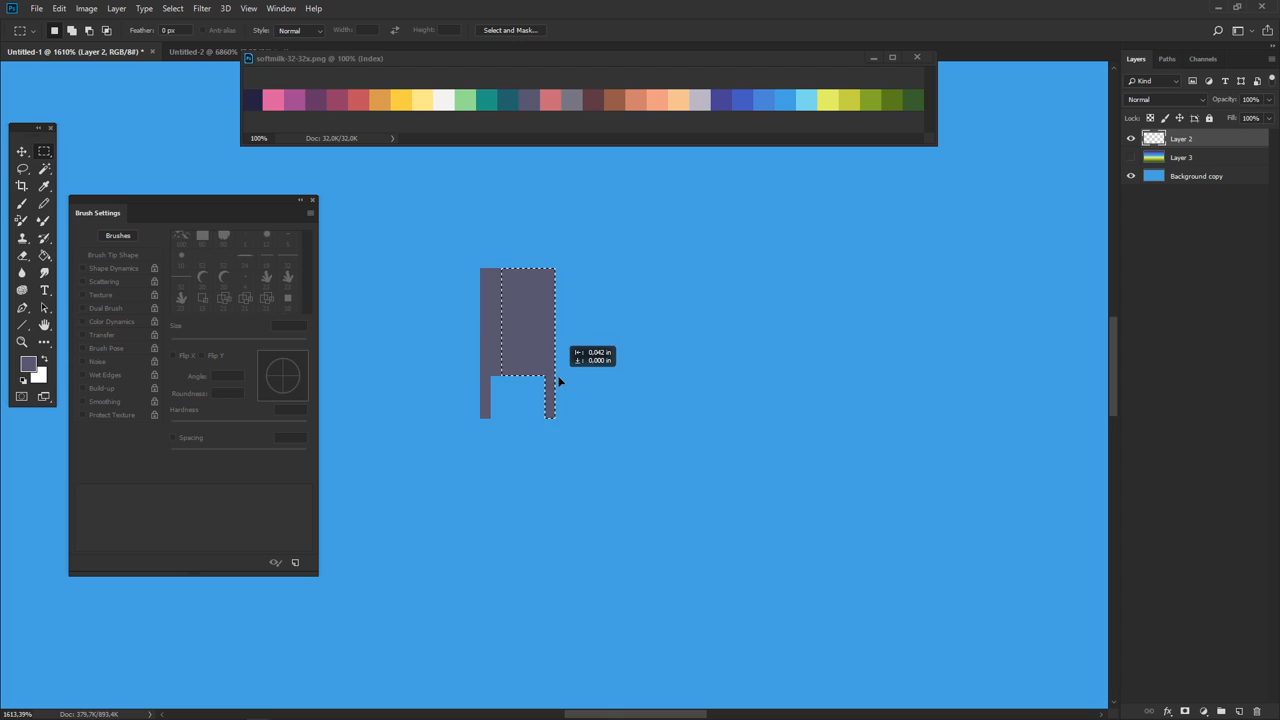 Ps File Edit Image Layer Type Select Filter 3D View Window Help
Feather: 0 px Anti-alias Style: Normal Width: Height: Select and Mask...
Untitled-1 @ 1610% (Layer 2, RGB/8#) * × Untitled-2 @ 6860%
softmilk-32-32x.png @ 100% (Index)
100% Doc: 32,0K/32,0K
Layers Paths Channels
Kind
Normal Opacity: 100%
Lock: Fill: 100%
Layer 2
Layer 3
Background copy
Brush Settings
Brushes
Brush Tip Shape
Shape Dynamics
Scattering
Texture
Dual Brush
Color Dynamics
Transfer
Brush Pose
Noise
Wet Edges
Build-up
Smoothing
Protect Texture
Size
Flip X Flip Y
Angle:
Roundness:
Hardness
Spacing
0,042 in
0,000 in
1613,39% Doc: 379,7K/893,4K